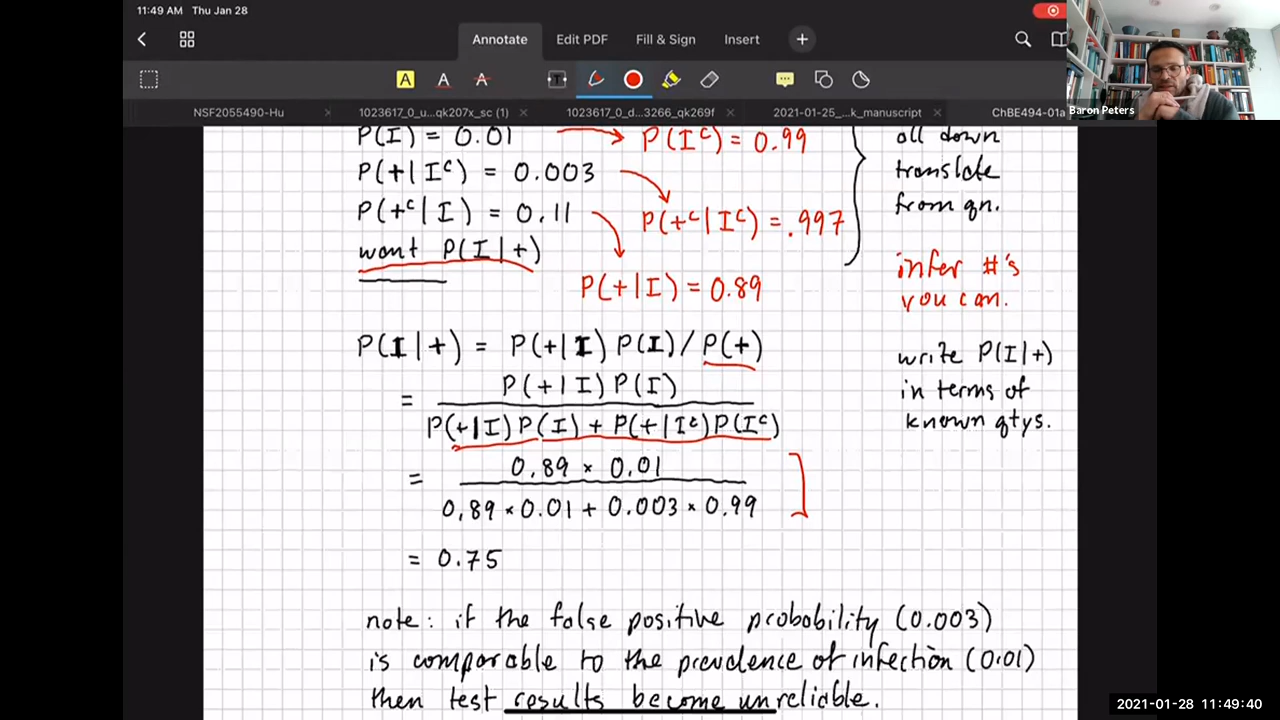 11:49 AM Thu Jan 28
Annotate Edit PDF Fill & Sign Insert
Baron Peters
NSF2055490-Hu
1023617_0_u...qk207x_sc (1)
1023617_0_d...3266_qk269f
2021-01-25_...k_manuscript
ChBE494-01a
P(I) = 0.01 P(Iᶜ) = 0.99
all down
P(+|Iᶜ) = 0.003
translate
P(+ᶜ|I) = 0.11 P(+ᶜ|Iᶜ) = .997
from qn.
want P(I|+)
infer #'s
P(+|I) = 0.89
you can.
P(I|+) = P(+|I) P(I) / P(+)
write P(I|+)
= P(+|I) P(I)
in terms of
P(+|I) P(I) + P(+|Iᶜ) P(Iᶜ)
known qtys.
= 0.89 × 0.01
0.89 × 0.01 + 0.003 × 0.99
= 0.75
note: if the false positive probability (0.003)
is comparable to the prevalence of infection (0.01)
then test results become unreliable.
2021-01-28 11:49:40